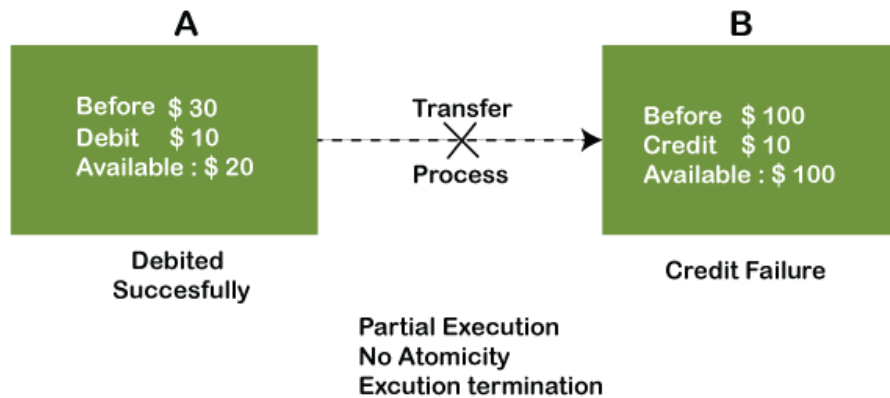 A
B
Before $ 30
Debit $ 10
Available : $ 20
Transfer
Process
Before $ 100
Credit $ 10
Available : $ 100
Debited
Succesfully
Credit Failure
Partial Execution
No Atomicity
Excution termination